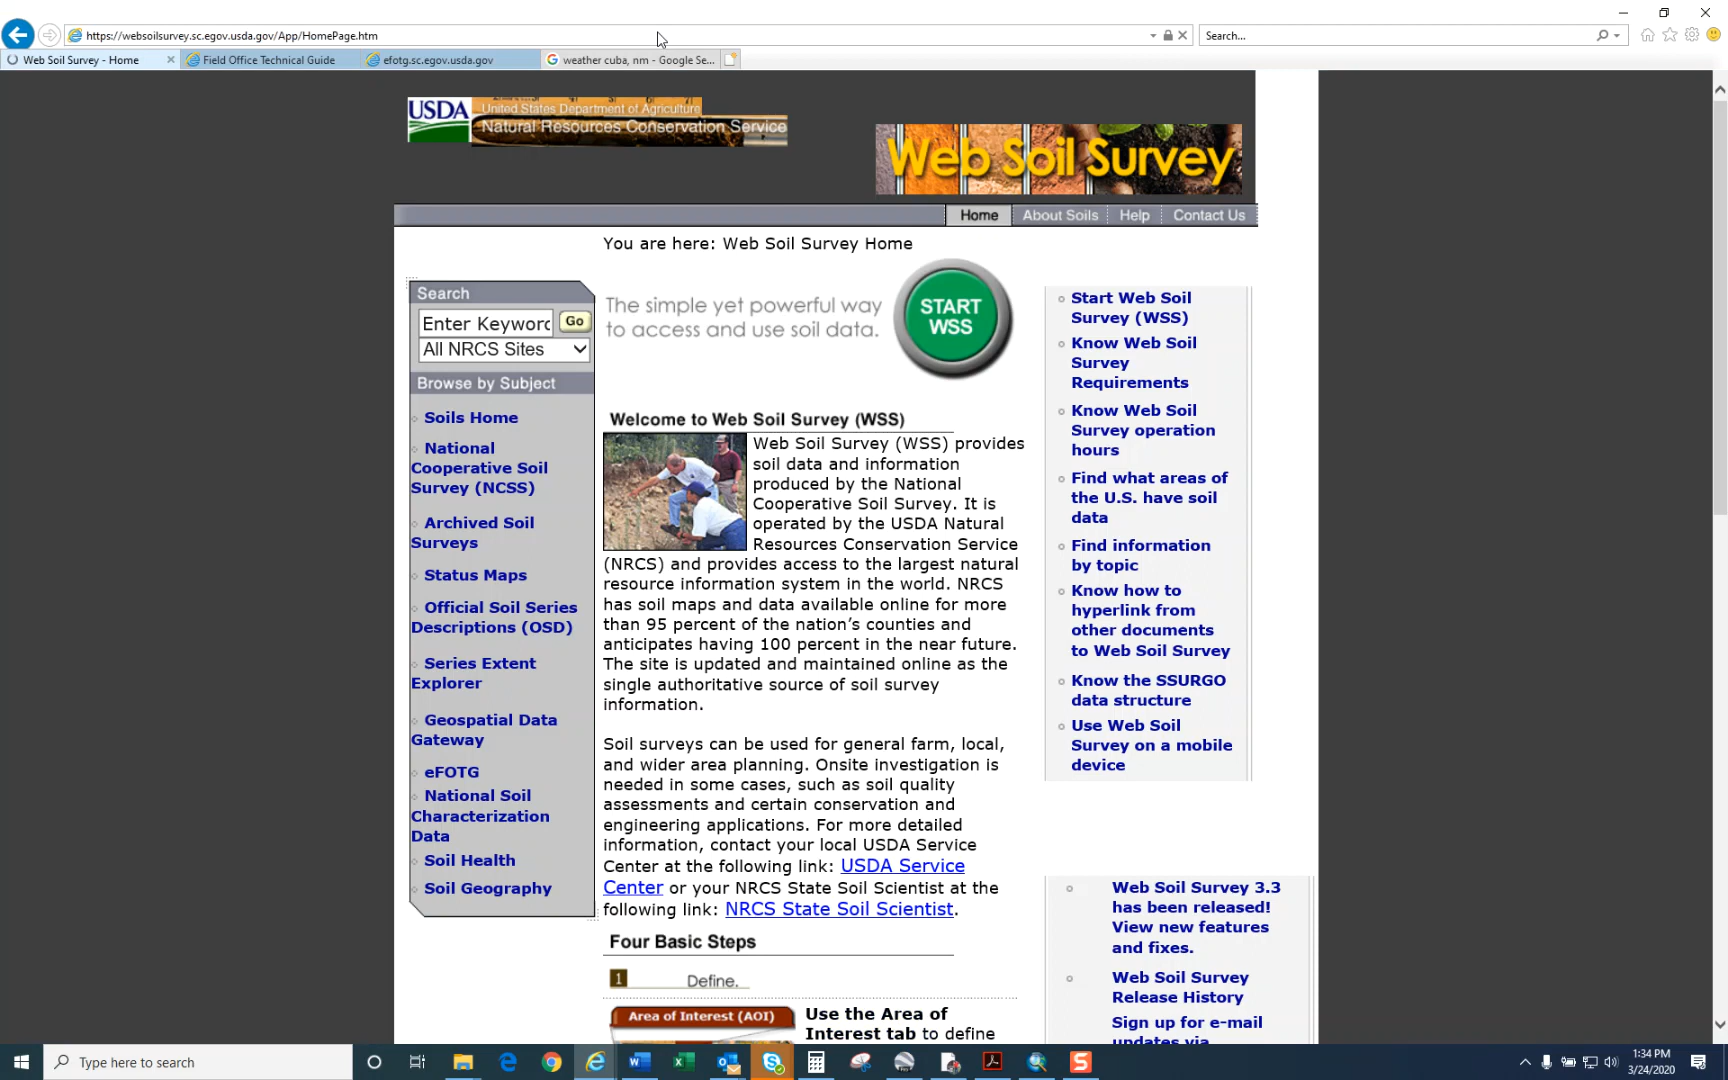 https://websoilsurvey.sc.egov.usda.gov/App/HomePage.htm
Search...
Web Soil Survey - Home
Field Office Technical Guide
efotg.sc.egov.usda.gov
weather cuba, nm - Google Se...
USDA
United States Department of Agriculture
Natural Resources Conservation Service
Web Soil Survey
Home
About Soils
Help
Contact Us
You are here: Web Soil Survey Home
Search
Enter Keyword
Go
All NRCS Sites
Browse by Subject
Soils Home
National
Cooperative Soil
Survey (NCSS)
Archived Soil
Surveys
Status Maps
Official Soil Series
Descriptions (OSD)
Series Extent
Explorer
Geospatial Data
Gateway
eFOTG
National Soil
Characterization
Data
Soil Health
Soil Geography
The simple yet powerful way
to access and use soil data.
START
WSS
Welcome to Web Soil Survey (WSS)
Web Soil Survey (WSS) provides
soil data and information
produced by the National
Cooperative Soil Survey. It is
operated by the USDA Natural
Resources Conservation Service
(NRCS) and provides access to the largest natural
resource information system in the world. NRCS
has soil maps and data available online for more
than 95 percent of the nation’s counties and
anticipates having 100 percent in the near future.
The site is updated and maintained online as the
single authoritative source of soil survey
information.
Soil surveys can be used for general farm, local,
and wider area planning. Onsite investigation is
needed in some cases, such as soil quality
assessments and certain conservation and
engineering applications. For more detailed
information, contact your local USDA Service
Center at the following link: USDA Service
Center or your NRCS State Soil Scientist at the
following link: NRCS State Soil Scientist.
Four Basic Steps
1 Define.
Area of Interest (AOI)
Use the Area of
Interest tab to define
Start Web Soil
Survey (WSS)
Know Web Soil
Survey
Requirements
Know Web Soil
Survey operation
hours
Find what areas of
the U.S. have soil
data
Find information
by topic
Know how to
hyperlink from
other documents
to Web Soil Survey
Know the SSURGO
data structure
Use Web Soil
Survey on a mobile
device
Web Soil Survey 3.3
has been released!
View new features
and fixes.
Web Soil Survey
Release History
Sign up for e-mail
updates via
Type here to search
1:34 PM
3/24/2020